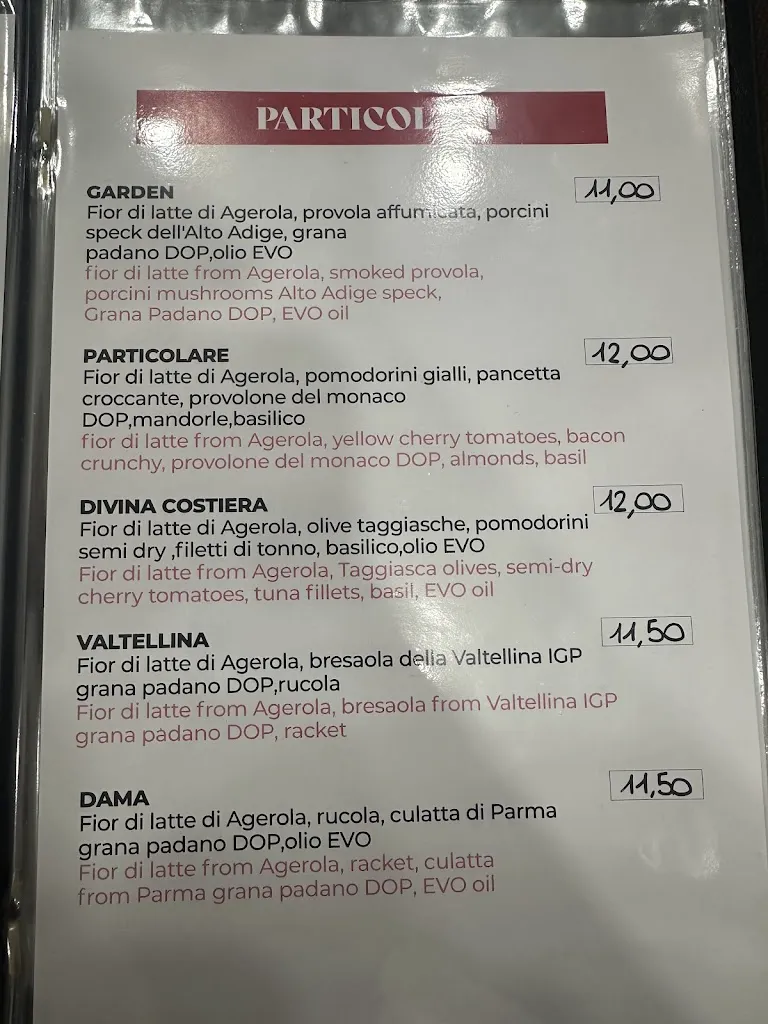 GARDEN 11,00
Fior di latte di Agerola, provola affumicata, porcini
speck dell'Alto Adige, grana
padano DOP,olio EVO
fior di latte from Agerola, smoked provola,
porcini mushrooms Alto Adige speck,
Grana Padano DOP, EVO oil
PARTICOLARE 12,00
Fior di latte di Agerola, pomodorini gialli, pancetta
croccante, provolone del monaco
DOP,mandorle,basilico
fior di latte from Agerola, yellow cherry tomatoes, bacon
crunchy, provolone del monaco DOP, almonds, basil
DIVINA COSTIERA 12,00
Fior di latte di Agerola, olive taggiasche, pomodorini
semi dry ,filetti di tonno, basilico,olio EVO
Fior di latte from Agerola, Taggiasca olives, semi-dry
cherry tomatoes, tuna fillets, basil, EVO oil
VALTELLINA 11,50
Fior di latte di Agerola, bresaola della Valtellina IGP
grana padano DOP,rucola
Fior di latte from Agerola, bresaola from Valtellina IGP
grana padano DOP, racket
DAMA 11,50
Fior di latte di Agerola, rucola, culatta di Parma
grana padano DOP,olio EVO
Fior di latte from Agerola, racket, culatta
from Parma grana padano DOP, EVO oil